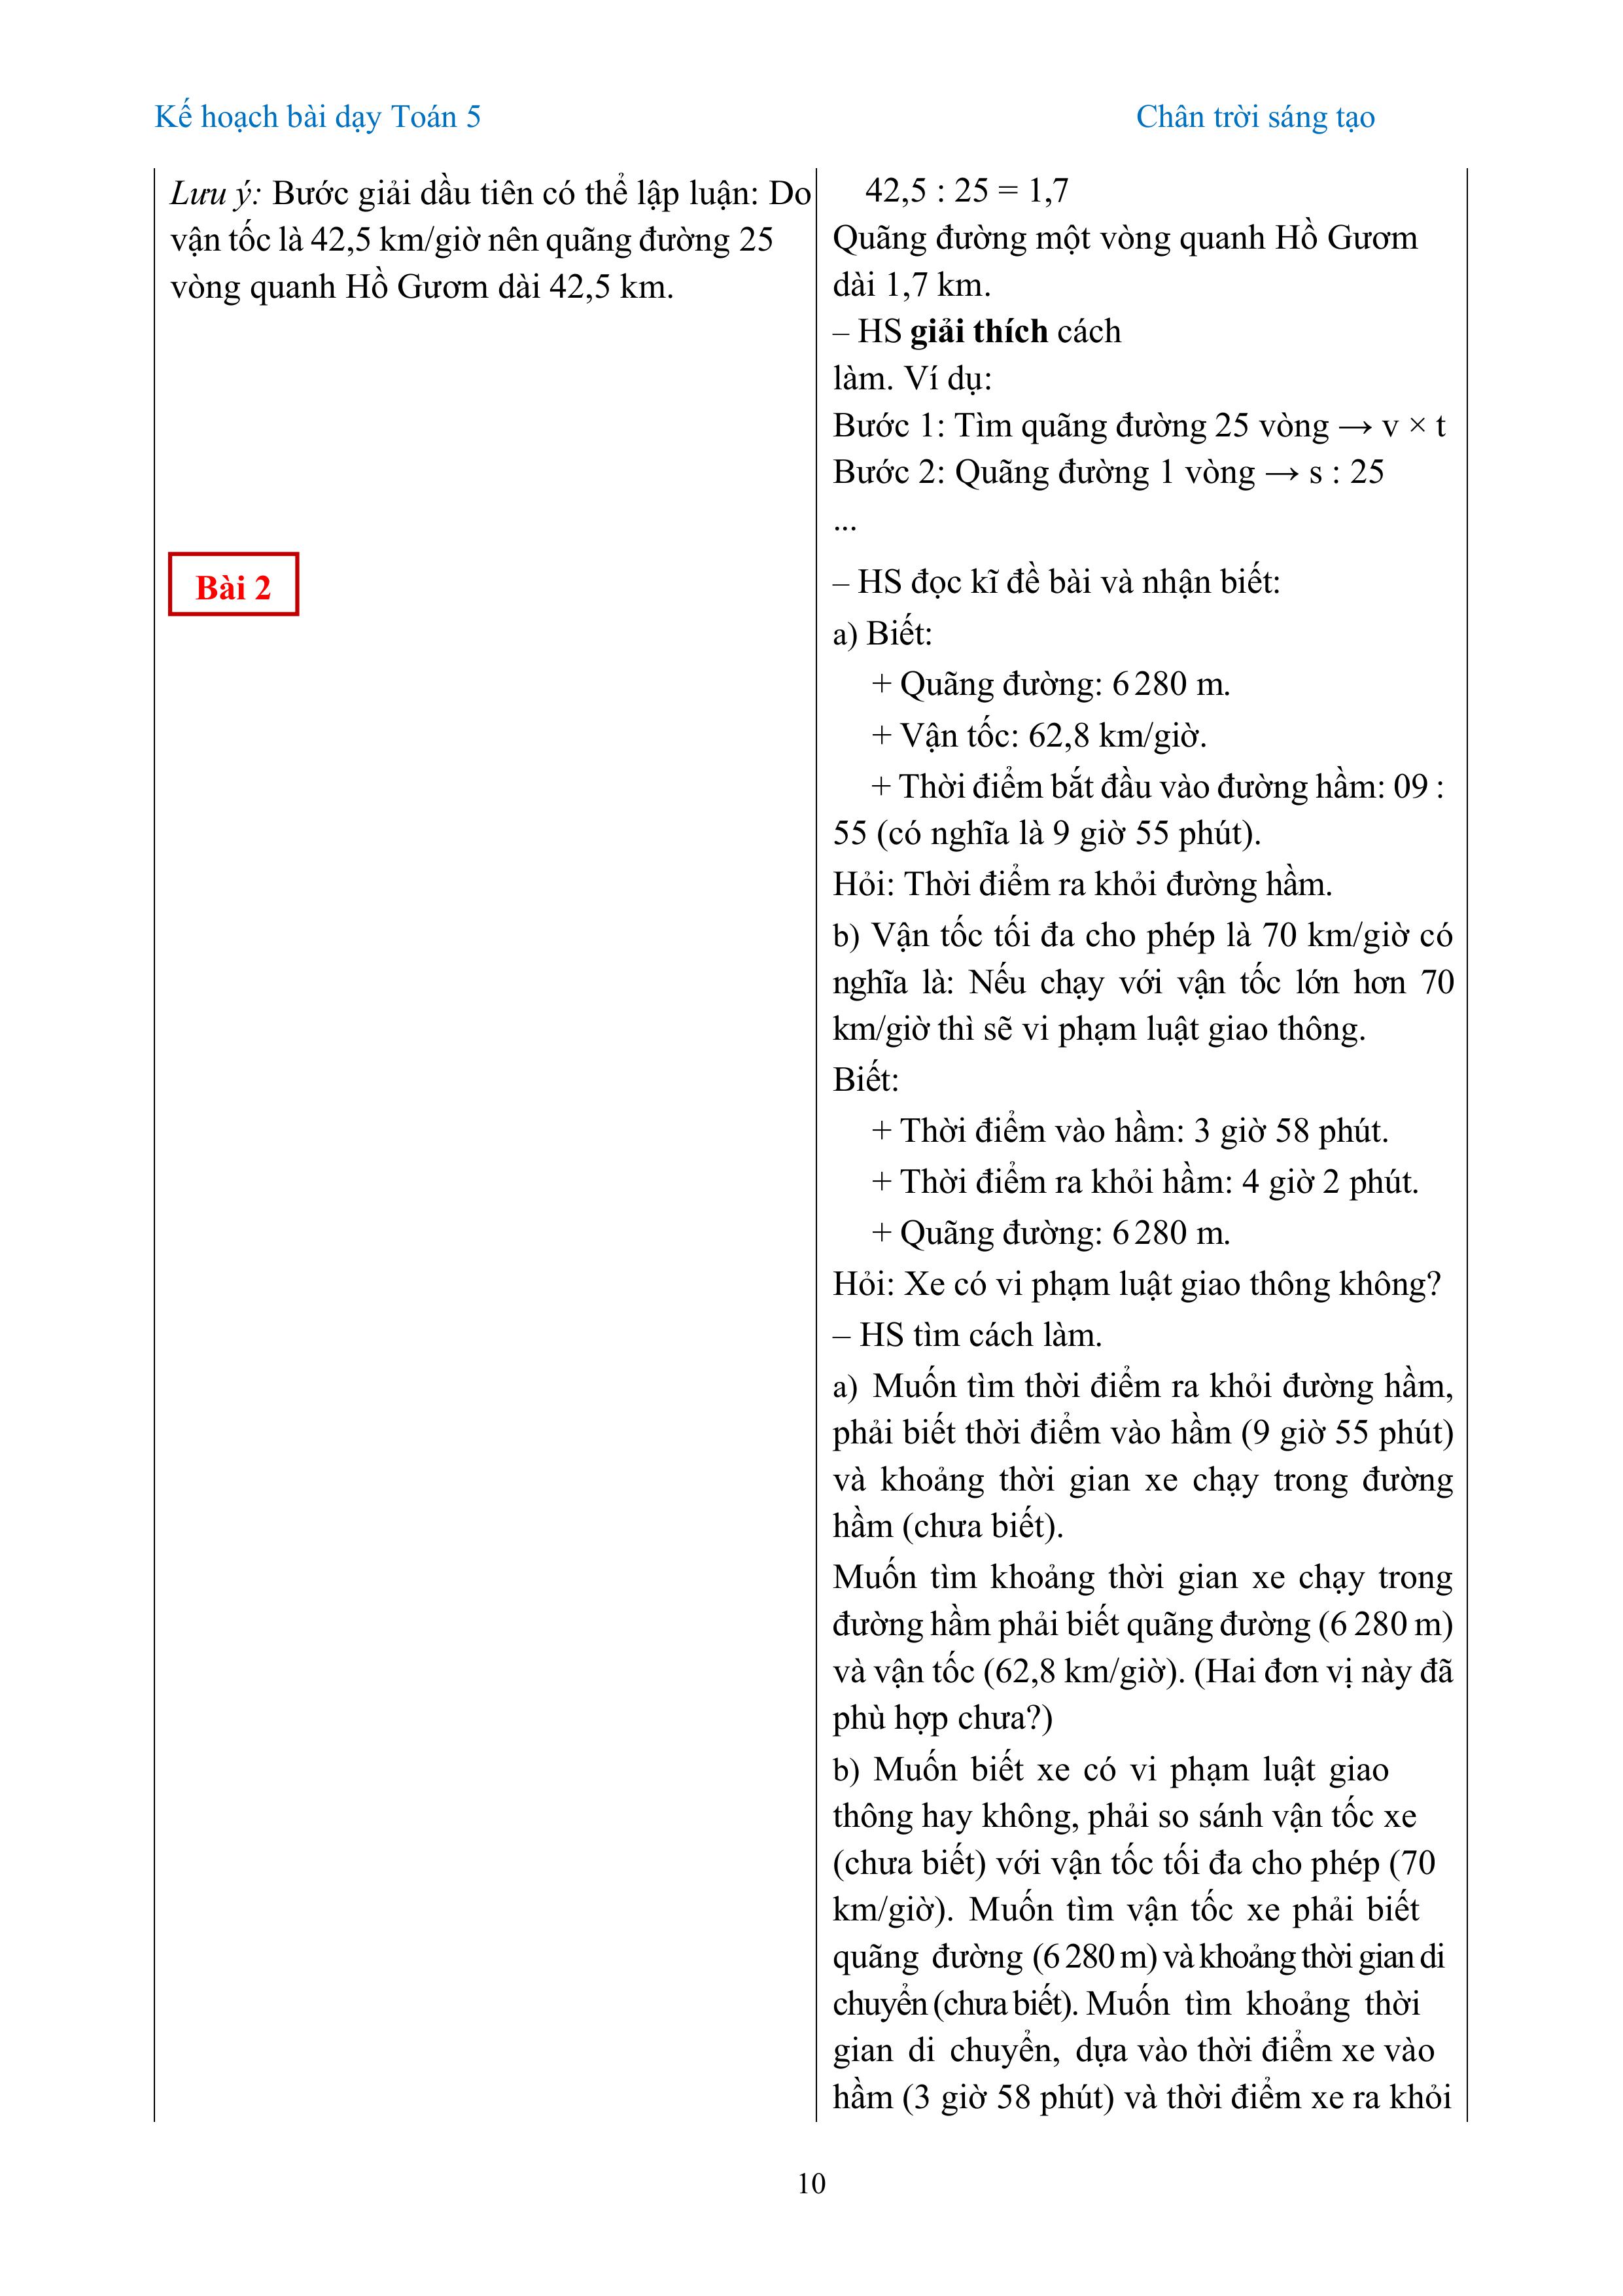 Kế hoạch bài dạy Toán 5
Chân trời sáng tạo
Lưu ý: Bước giải dầu tiên có thể lập luận: Do
vận tốc là 42,5 km/giờ nên quãng đường 25
vòng quanh Hồ Gươm dài 42,5 km.
Bài 2
42,5 : 25 = 1,7
Quãng đường một vòng quanh Hồ Gươm
dài 1,7 km.
– HS giải thích cách
làm. Ví dụ:
Bước 1: Tìm quãng đường 25 vòng → v × t
Bước 2: Quãng đường 1 vòng → s : 25
...
– HS đọc kĩ đề bài và nhận biết:
a) Biết:
+ Quãng đường: 6 280 m.
+ Vận tốc: 62,8 km/giờ.
+ Thời điểm bắt đầu vào đường hầm: 09 :
55 (có nghĩa là 9 giờ 55 phút).
Hỏi: Thời điểm ra khỏi đường hầm.
b) Vận tốc tối đa cho phép là 70 km/giờ có
nghĩa là: Nếu chạy với vận tốc lớn hơn 70
km/giờ thì sẽ vi phạm luật giao thông.
Biết:
+ Thời điểm vào hầm: 3 giờ 58 phút.
+ Thời điểm ra khỏi hầm: 4 giờ 2 phút.
+ Quãng đường: 6 280 m.
Hỏi: Xe có vi phạm luật giao thông không?
– HS tìm cách làm.
a) Muốn tìm thời điểm ra khỏi đường hầm,
phải biết thời điểm vào hầm (9 giờ 55 phút)
và khoảng thời gian xe chạy trong đường
hầm (chưa biết).
Muốn tìm khoảng thời gian xe chạy trong
đường hầm phải biết quãng đường (6 280 m)
và vận tốc (62,8 km/giờ). (Hai đơn vị này đã
phù hợp chưa?)
b) Muốn biết xe có vi phạm luật giao
thông hay không, phải so sánh vận tốc xe
(chưa biết) với vận tốc tối đa cho phép (70
km/giờ). Muốn tìm vận tốc xe phải biết
quãng đường (6 280 m) và khoảng thời gian di
chuyển (chưa biết). Muốn tìm khoảng thời
gian di chuyển, dựa vào thời điểm xe vào
hầm (3 giờ 58 phút) và thời điểm xe ra khỏi
10